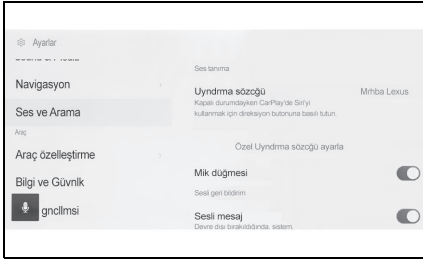 Ayarlar
Navigasyon
Ses ve Arama
Araç
Araç özelleştirme
Bilgi ve Güvnlk
gncllmsi
Ses tanıma
Uyndrma sözcğü
Mrhba Lexus
Kapalı durumdayken CarPlay'de Siri'yi
kullanmak için direksiyon butonuna basılı tutun.
Özel Uyndrma sözcğü ayarla
Mik düğmesi
Sesli geri bildirim
Sesli mesaj
Devre dışı bırakıldığında, sistem,